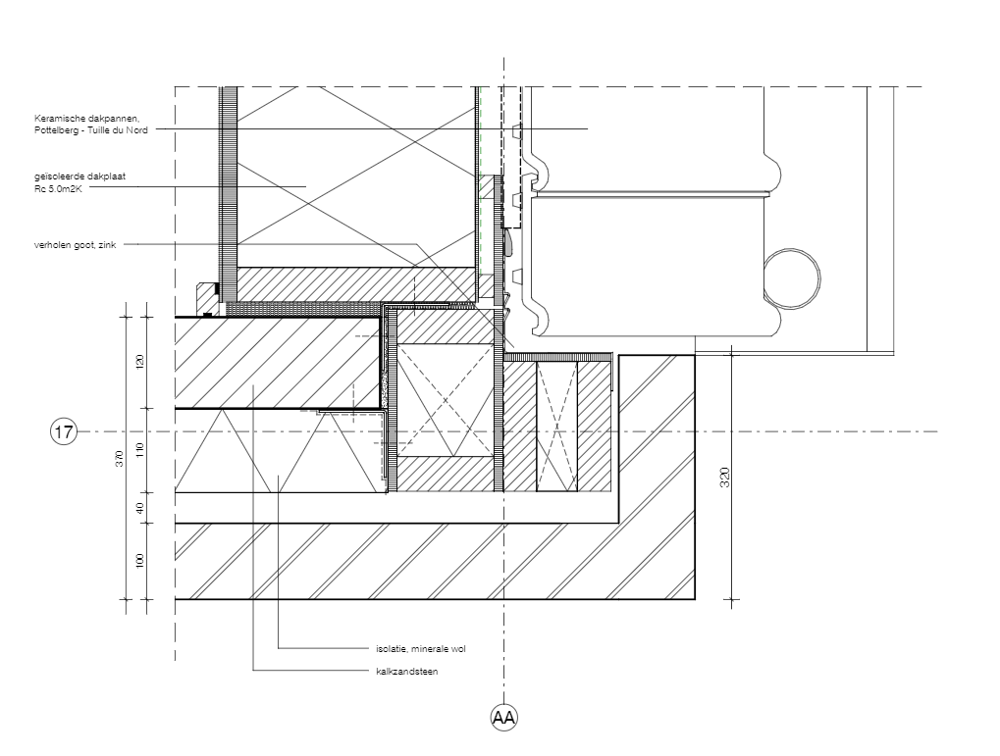 Keramische dakpannen,
Pottelberg - Tuille du Nord
geïsoleerde dakplaat
Rc 5.0m2K
verholen goot, zink
120
17
370
110
320
40
100
isolatie, minerale wol
kalkzandsteen
AA